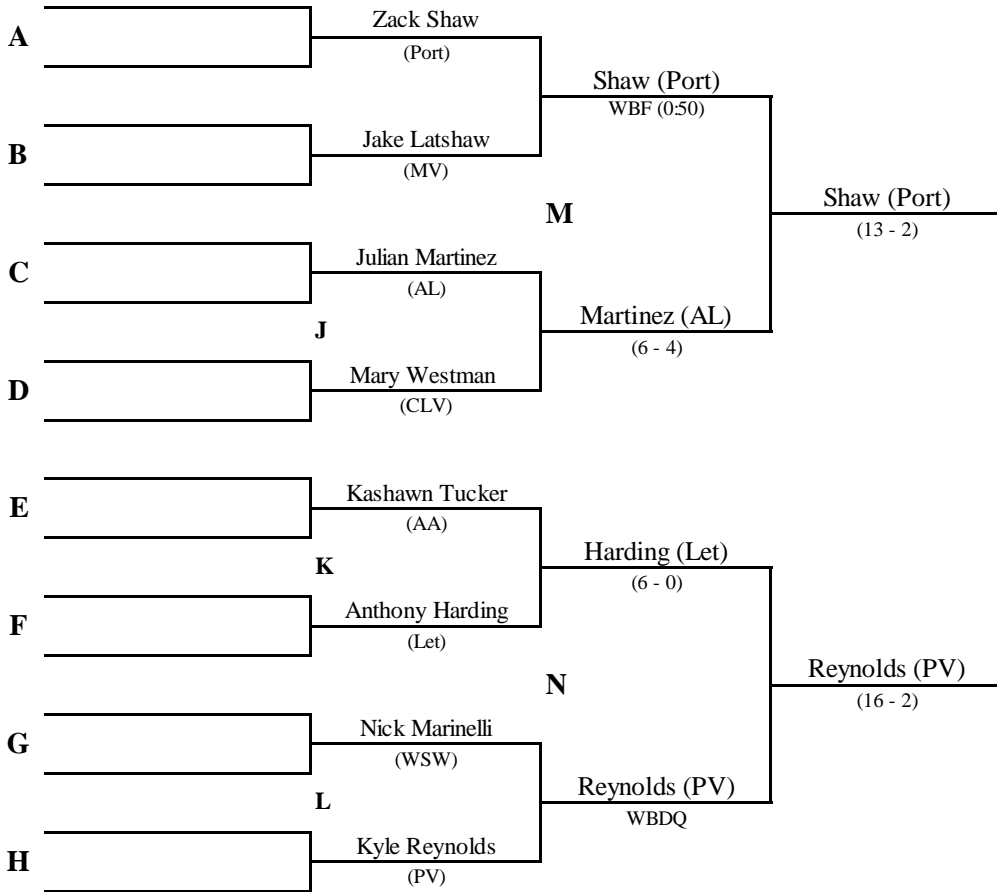 Zack Shaw
A
(Port)
Shaw (Port)
WBF (0:50)
Jake Latshaw
B
(MV)
M
Shaw (Port)
(13 - 2)
Julian Martinez
C
(AL)
J
Martinez (AL)
(6 - 4)
Mary Westman
D
(CLV)
Kashawn Tucker
E
(AA)
Harding (Let)
K
(6 - 0)
Anthony Harding
F
(Let)
N
Reynolds (PV)
(16 - 2)
Nick Marinelli
G
(WSW)
Reynolds (PV)
L
WBDQ
Kyle Reynolds
H
(PV)